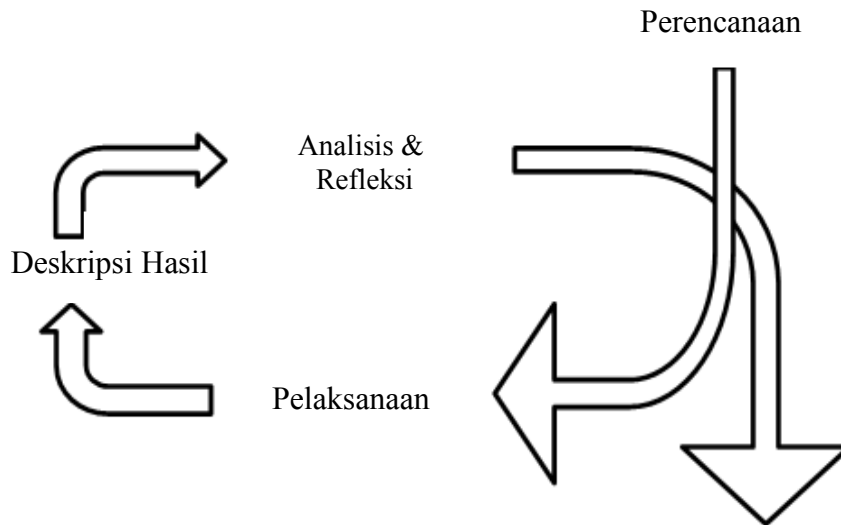 Perencanaan
Analisis &
Refleksi
Deskripsi Hasil
Pelaksanaan